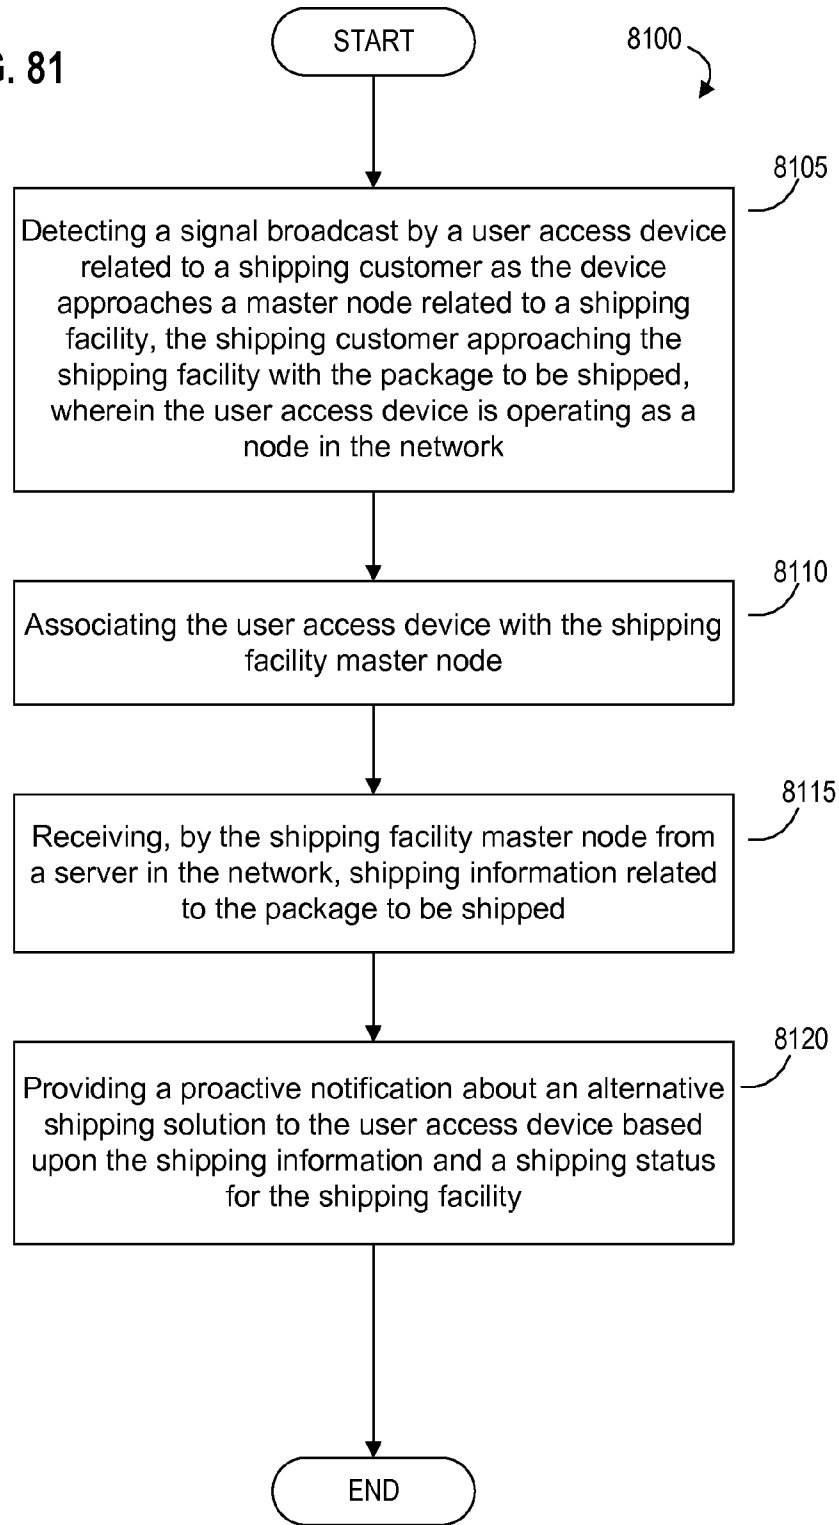 START
8100
G. 81
8105
Detecting a signal broadcast by a user access device
related to a shipping customer as the device
approaches a master node related to a shipping
facility, the shipping customer approaching the
shipping facility with the package to be shipped,
wherein the user access device is operating as a
node in the network
8110
Associating the user access device with the shipping
facility master node
8115
Receiving, by the shipping facility master node from
a server in the network, shipping information related
to the package to be shipped
8120
Providing a proactive notification about an alternative
shipping solution to the user access device based
upon the shipping information and a shipping status
for the shipping facility
END